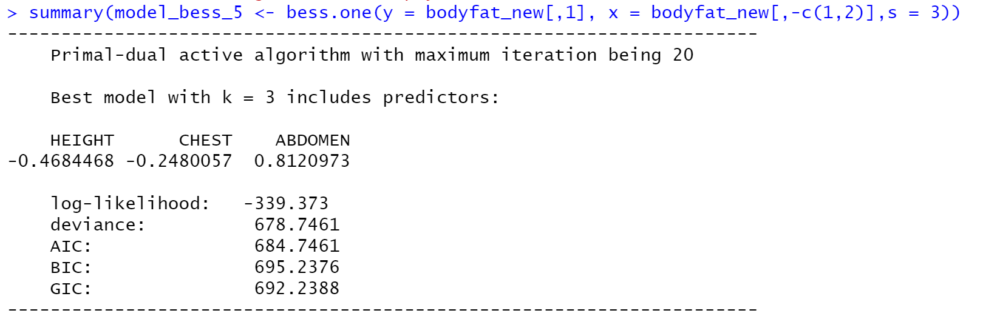 > summary(model_bess_5 <- bess.one(y = bodyfat_new[,1], x = bodyfat_new[,-c(1,2)],s = 3))
----------------------------------------------------------------------
    Primal-dual active algorithm with maximum iteration being 20
    Best model with k = 3 includes predictors:
    HEIGHT      CHEST    ABDOMEN
-0.4684468 -0.2480057  0.8120973
    log-likelihood:   -339.373
    deviance:          678.7461
    AIC:               684.7461
    BIC:               695.2376
    GIC:               692.2388
----------------------------------------------------------------------